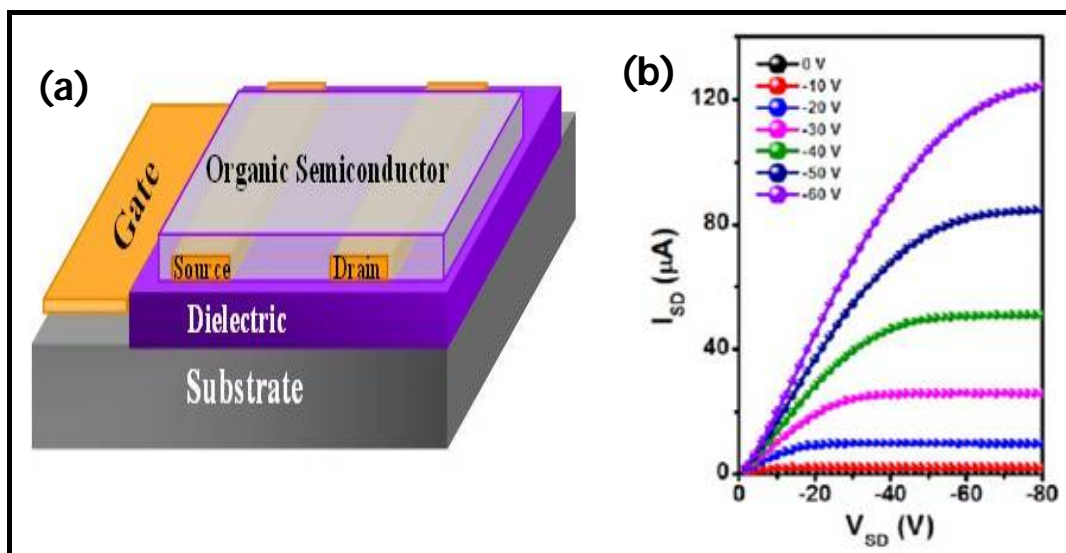 (a)
Gate
Organic Semiconductor
Source
Drain
Dielectric
Substrate
(b)
0 V
-10 V
-20 V
-30 V
-40 V
-50 V
-60 V
120
80
40
0
I_SD (μA)
0 -20 -40 -60 -80
V_SD (V)